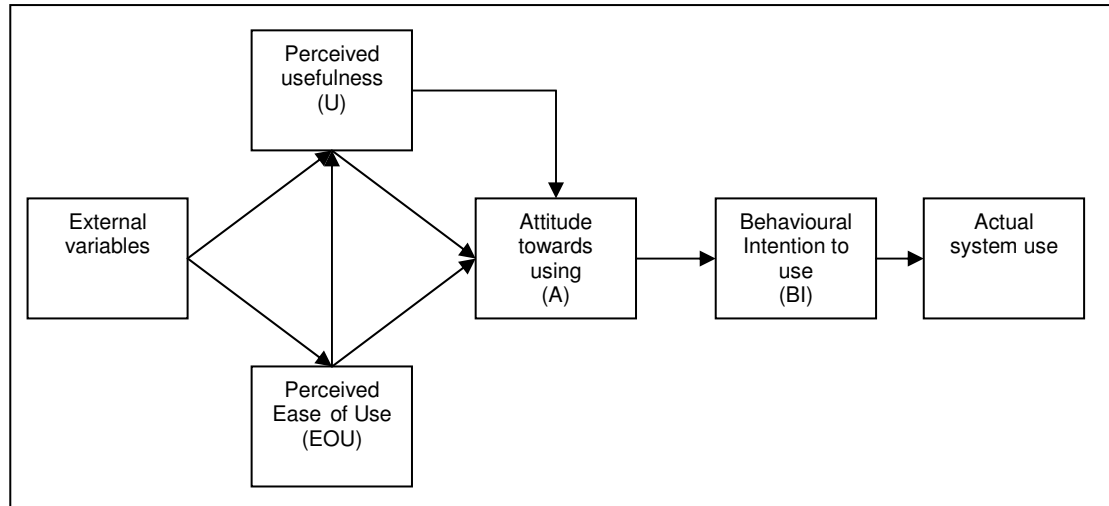 Perceived
usefulness
(U)
External
variables
Attitude
towards
using
(A)
Behavioural
Intention to
use
(BI)
Actual
system use
Perceived
Ease of Use
(EOU)